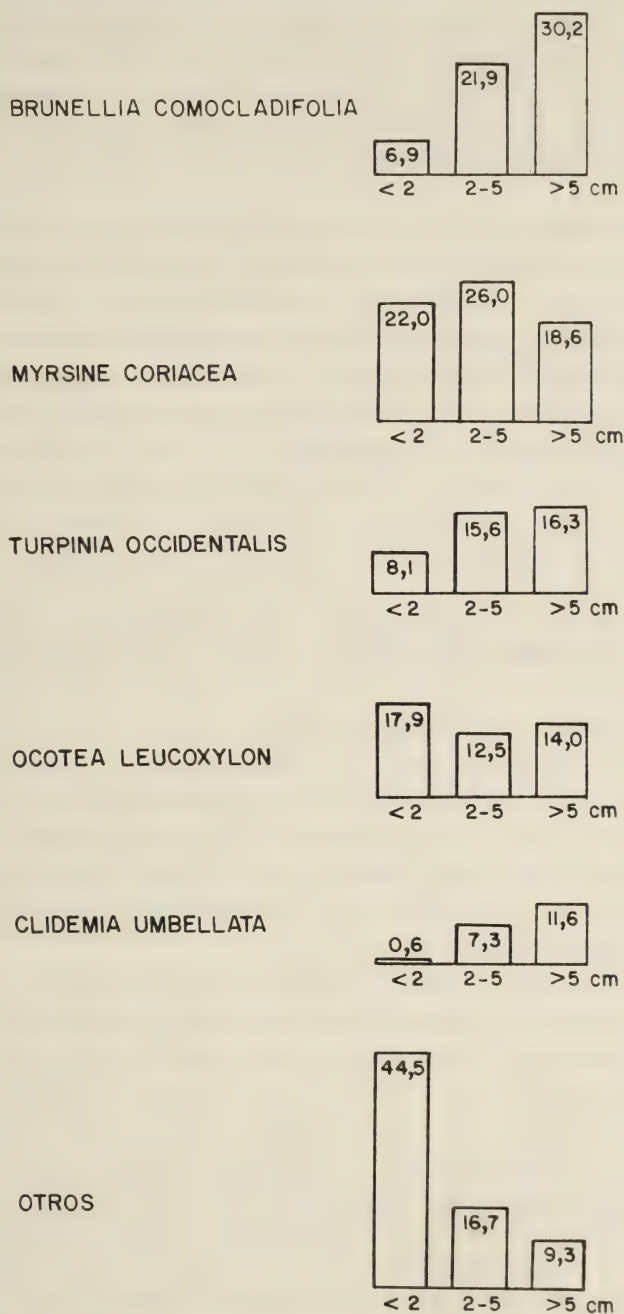 30,2
21,9
BRUNELLIA COMOCLADIFOLIA
6,9
< 2 2-5 >5 cm
26,0
22,0
18,6
MYRSINE CORIACEA
< 2 2-5 >5 cm
15,6 16,3
TURPINIA OCCIDENTALIS
8,1
< 2 2-5 >5 cm
17,9
12,5 14,0
OCOTEA LEUCOXYLON
< 2 2-5 >5 cm
11,6
CLIDEMIA UMBELLATA
0,6 7,3
< 2 2-5 >5 cm
44,5
OTROS
16,7
9,3
< 2 2-5 >5 cm